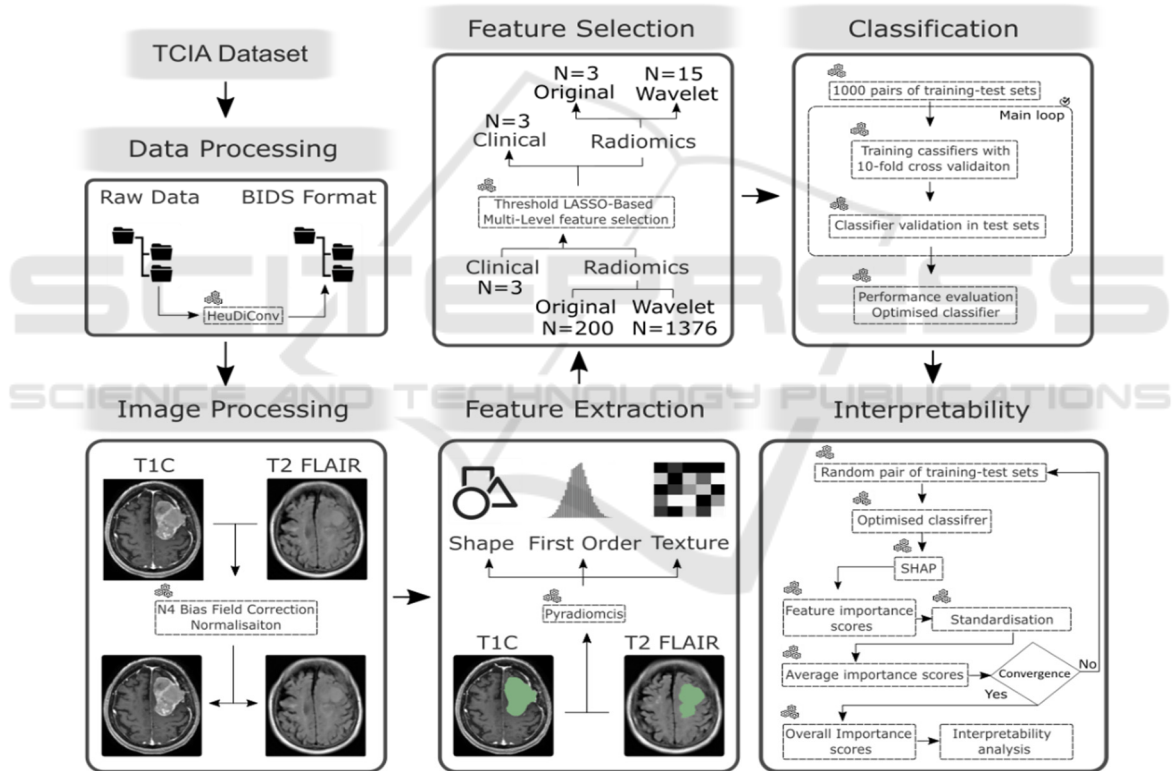 TCIA Dataset
Data Processing
Raw Data
BIDS Format
HeuDiConv
Image Processing
T1C
T2 FLAIR
N4 Bias Field Correction
Normalisaiton
Feature Extraction
Shape
First Order
Texture
Pyradiomcis
T1C
T2 FLAIR
Feature Selection
N=3
Original
N=15
Wavelet
N=3
Clinical
Radiomics
Threshold LASSO-Based
Multi-Level feature selection
Clinical
N=3
Radiomics
Original
N=200
Wavelet
N=1376
Classification
1000 pairs of training-test sets
Main loop
Training cassifiers with
10-fold cross validaiton
Classifier validation in test sets
Performance evaluation
Optimised classifier
Interpretability
Random pair of training-test sets
Optimised classifrer
SHAP
Feature importance
scores
Standardisation
Average importance scores
Convergence
No
Yes
Overall Importance
scores
Interpretability
analysis
SCITEPRESS
SCIENCE AND TECHNOLOGY PUBLICATIONS